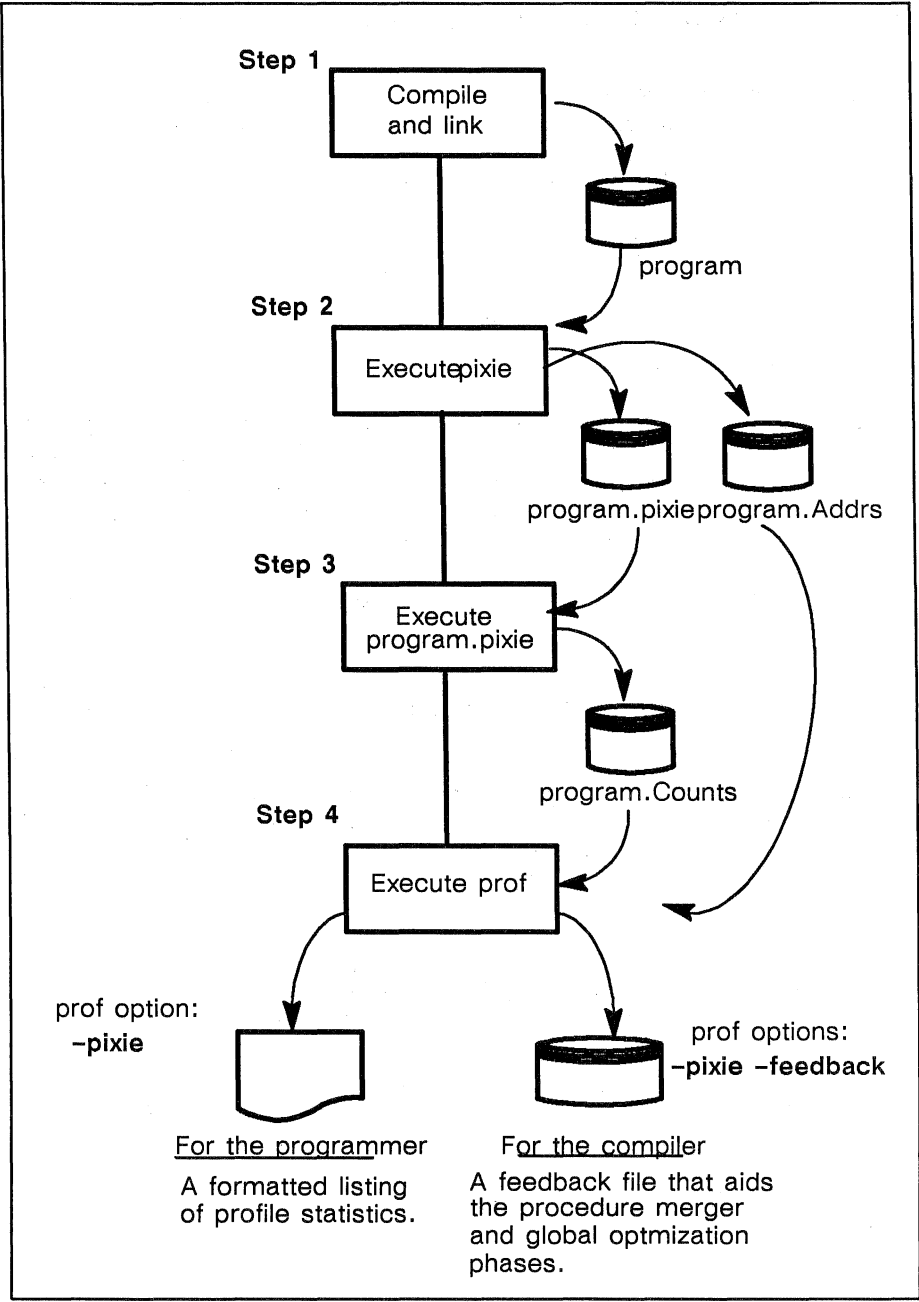 Step 1
Compile
and link
program
Step 2
Executepixie
program.pixieprogram.Addrs
Step 3
Execute
program.pixie
program.Counts
Step 4
Execute prof
prof option:
–pixie
prof options:
–pixie –feedback
For the programmer
A formatted listing
of profile statistics.
For the compiler
A feedback file that aids
the procedure merger
and global optmization
phases.